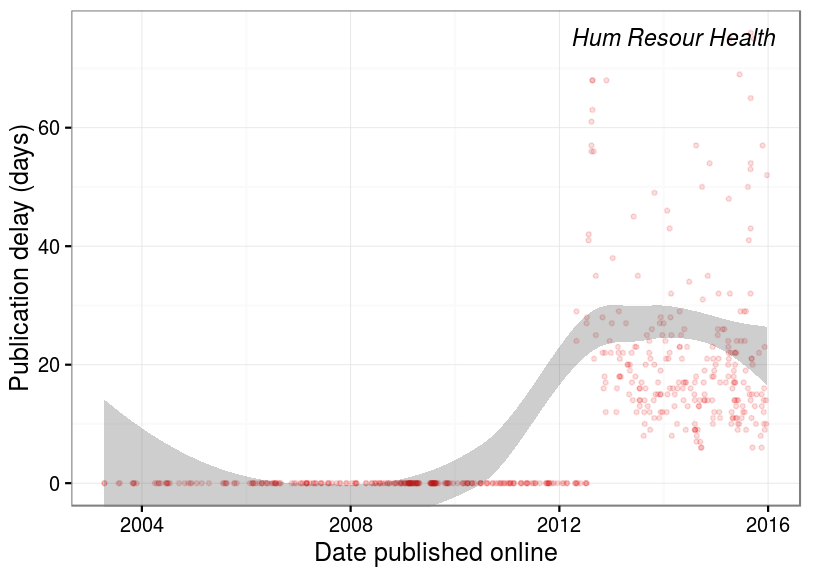 Hum Resour Health
Publication delay (days)
60
40
20
0
2004 2008 2012 2016
Date published online